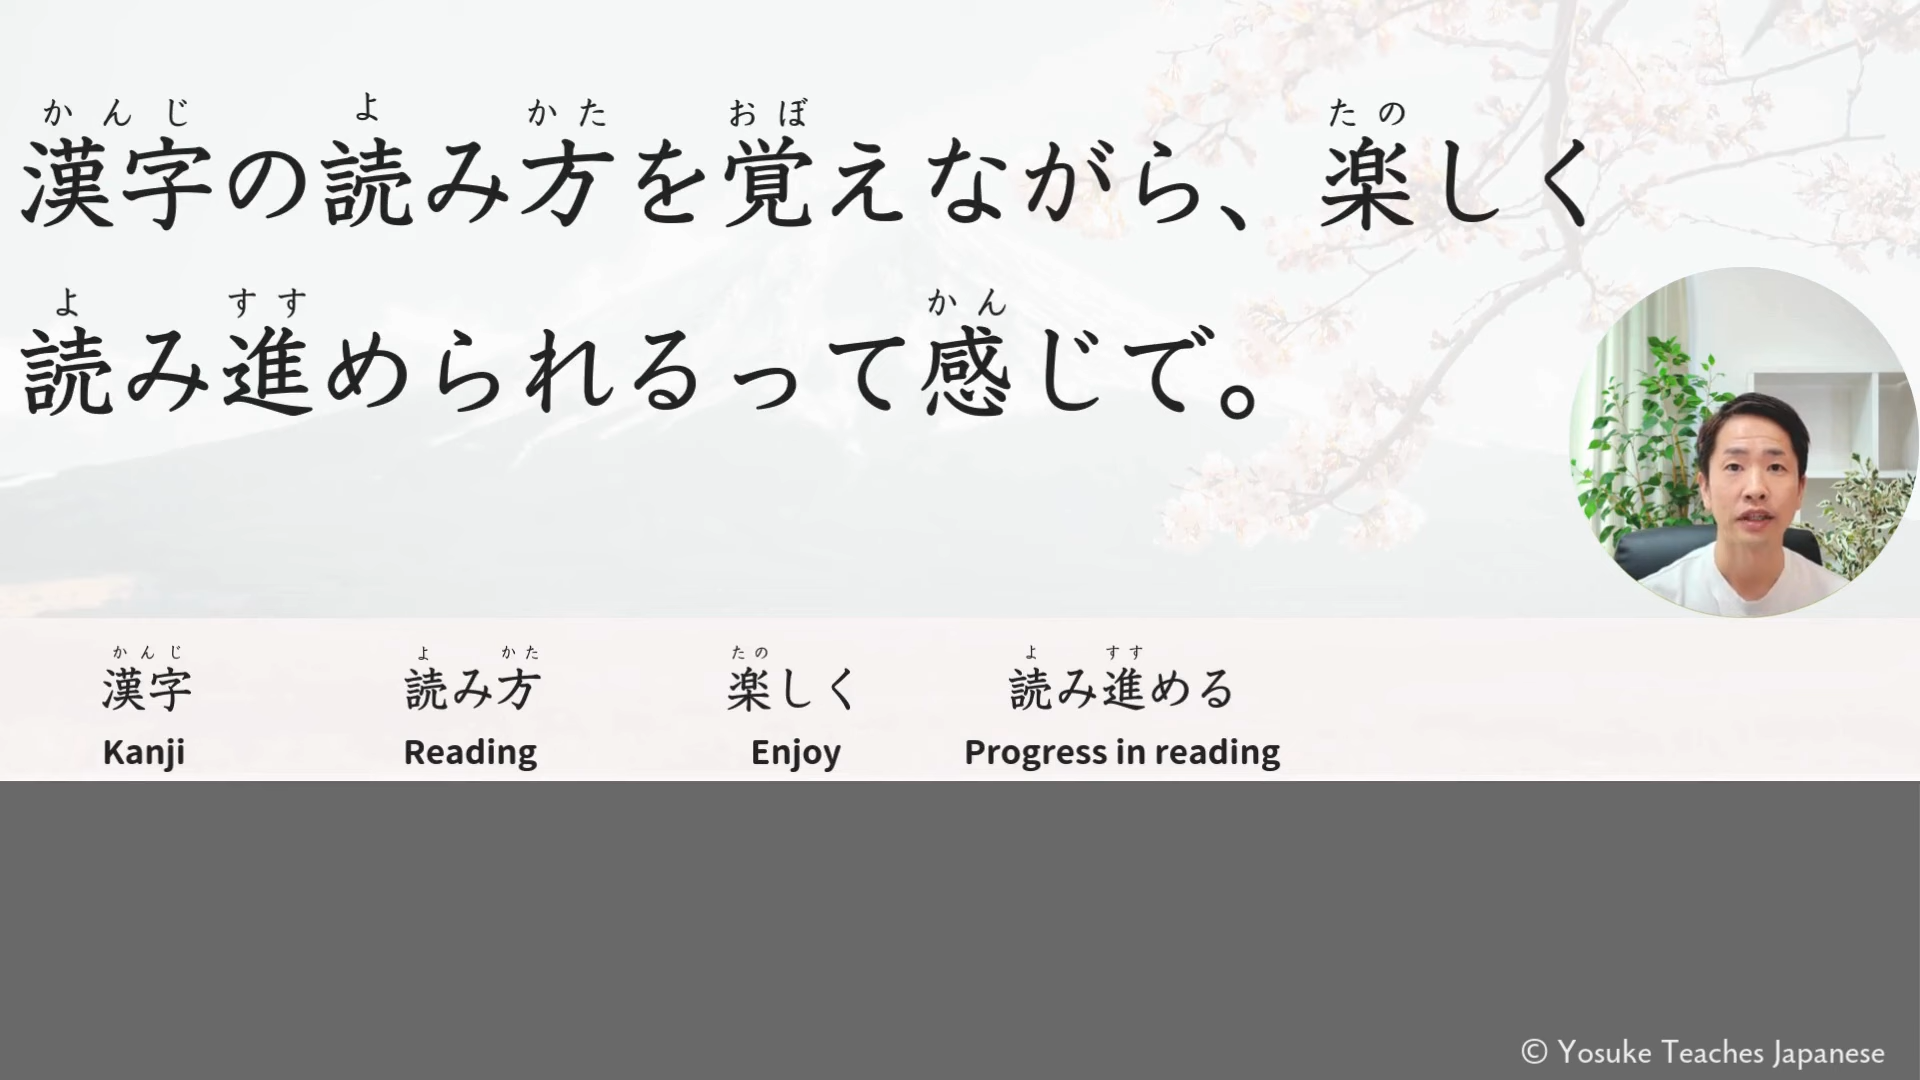 かんじ よ かた おぼ たの
漢字の読み方を覚えながら、楽しく
よ すす かん
読み進められるって感じで。
かんじ よ かた たの よ すす
漢字 読み方 楽しく 読み進める
Kanji Reading Enjoy Progress in reading
© Yosuke Teaches Japanese